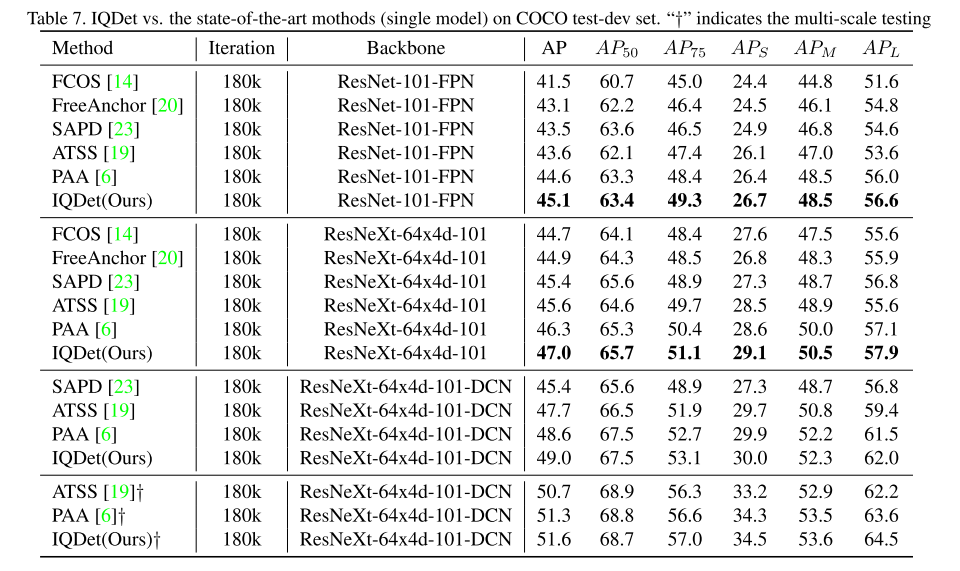 Table 7. IQDet vs. the state-of-the-art mothods (single model) on COCO test-dev set. “†” indicates the multi-scale testing
Method Iteration Backbone AP AP50 AP75 APS APM APL
FCOS [14] 180k ResNet-101-FPN 41.5 60.7 45.0 24.4 44.8 51.6
FreeAnchor [20] 180k ResNet-101-FPN 43.1 62.2 46.4 24.5 46.1 54.8
SAPD [23] 180k ResNet-101-FPN 43.5 63.6 46.5 24.9 46.8 54.6
ATSS [19] 180k ResNet-101-FPN 43.6 62.1 47.4 26.1 47.0 53.6
PAA [6] 180k ResNet-101-FPN 44.6 63.3 48.4 26.4 48.5 56.0
IQDet(Ours) 180k ResNet-101-FPN 45.1 63.4 49.3 26.7 48.5 56.6
FCOS [14] 180k ResNeXt-64x4d-101 44.7 64.1 48.4 27.6 47.5 55.6
FreeAnchor [20] 180k ResNeXt-64x4d-101 44.9 64.3 48.5 26.8 48.3 55.9
SAPD [23] 180k ResNeXt-64x4d-101 45.4 65.6 48.9 27.3 48.7 56.8
ATSS [19] 180k ResNeXt-64x4d-101 45.6 64.6 49.7 28.5 48.9 55.6
PAA [6] 180k ResNeXt-64x4d-101 46.3 65.3 50.4 28.6 50.0 57.1
IQDet(Ours) 180k ResNeXt-64x4d-101 47.0 65.7 51.1 29.1 50.5 57.9
SAPD [23] 180k ResNeXt-64x4d-101-DCN 45.4 65.6 48.9 27.3 48.7 56.8
ATSS [19] 180k ResNeXt-64x4d-101-DCN 47.7 66.5 51.9 29.7 50.8 59.4
PAA [6] 180k ResNeXt-64x4d-101-DCN 48.6 67.5 52.7 29.9 52.2 61.5
IQDet(Ours) 180k ResNeXt-64x4d-101-DCN 49.0 67.5 53.1 30.0 52.3 62.0
ATSS [19]† 180k ResNeXt-64x4d-101-DCN 50.7 68.9 56.3 33.2 52.9 62.2
PAA [6]† 180k ResNeXt-64x4d-101-DCN 51.3 68.8 56.6 34.3 53.5 63.6
IQDet(Ours)† 180k ResNeXt-64x4d-101-DCN 51.6 68.7 57.0 34.5 53.6 64.5